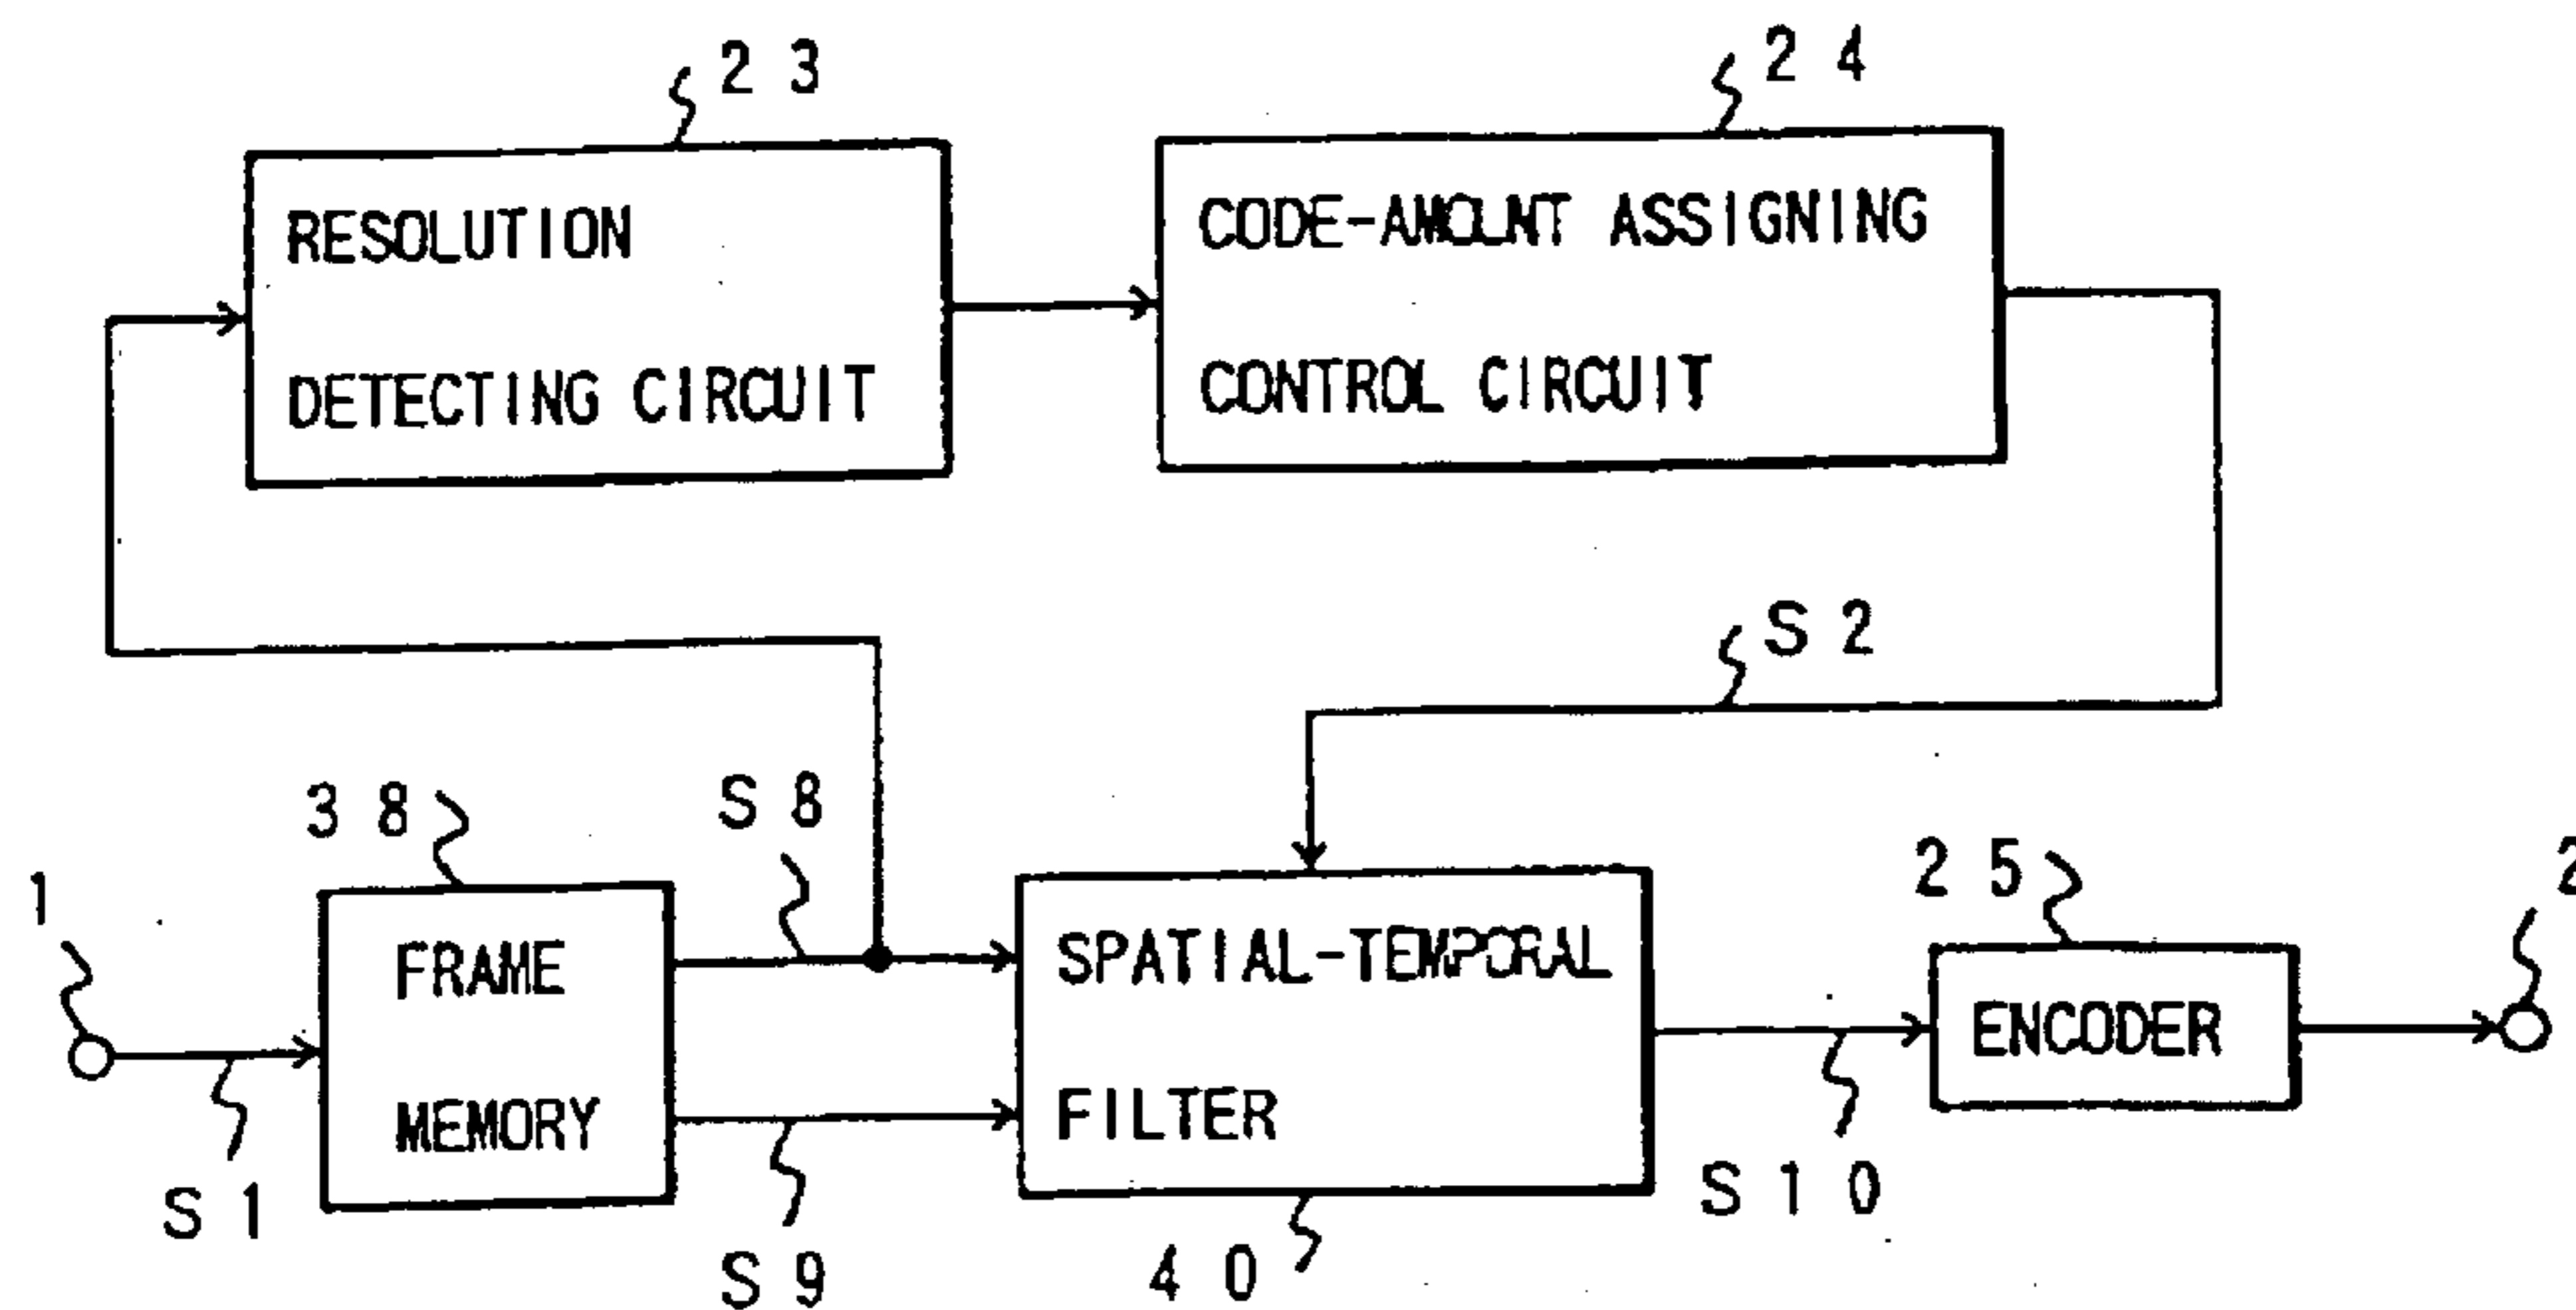 23
24
RESOLUTION
DETECTING CIRCUIT
CODE-AMOUNT ASSIGNING
CONTROL CIRCUIT
S2
38
S8
25
2
1
FRAME
MEMORY
SPATIAL-TEMPORAL
FILTER
ENCODER
S1
S9
40
S10